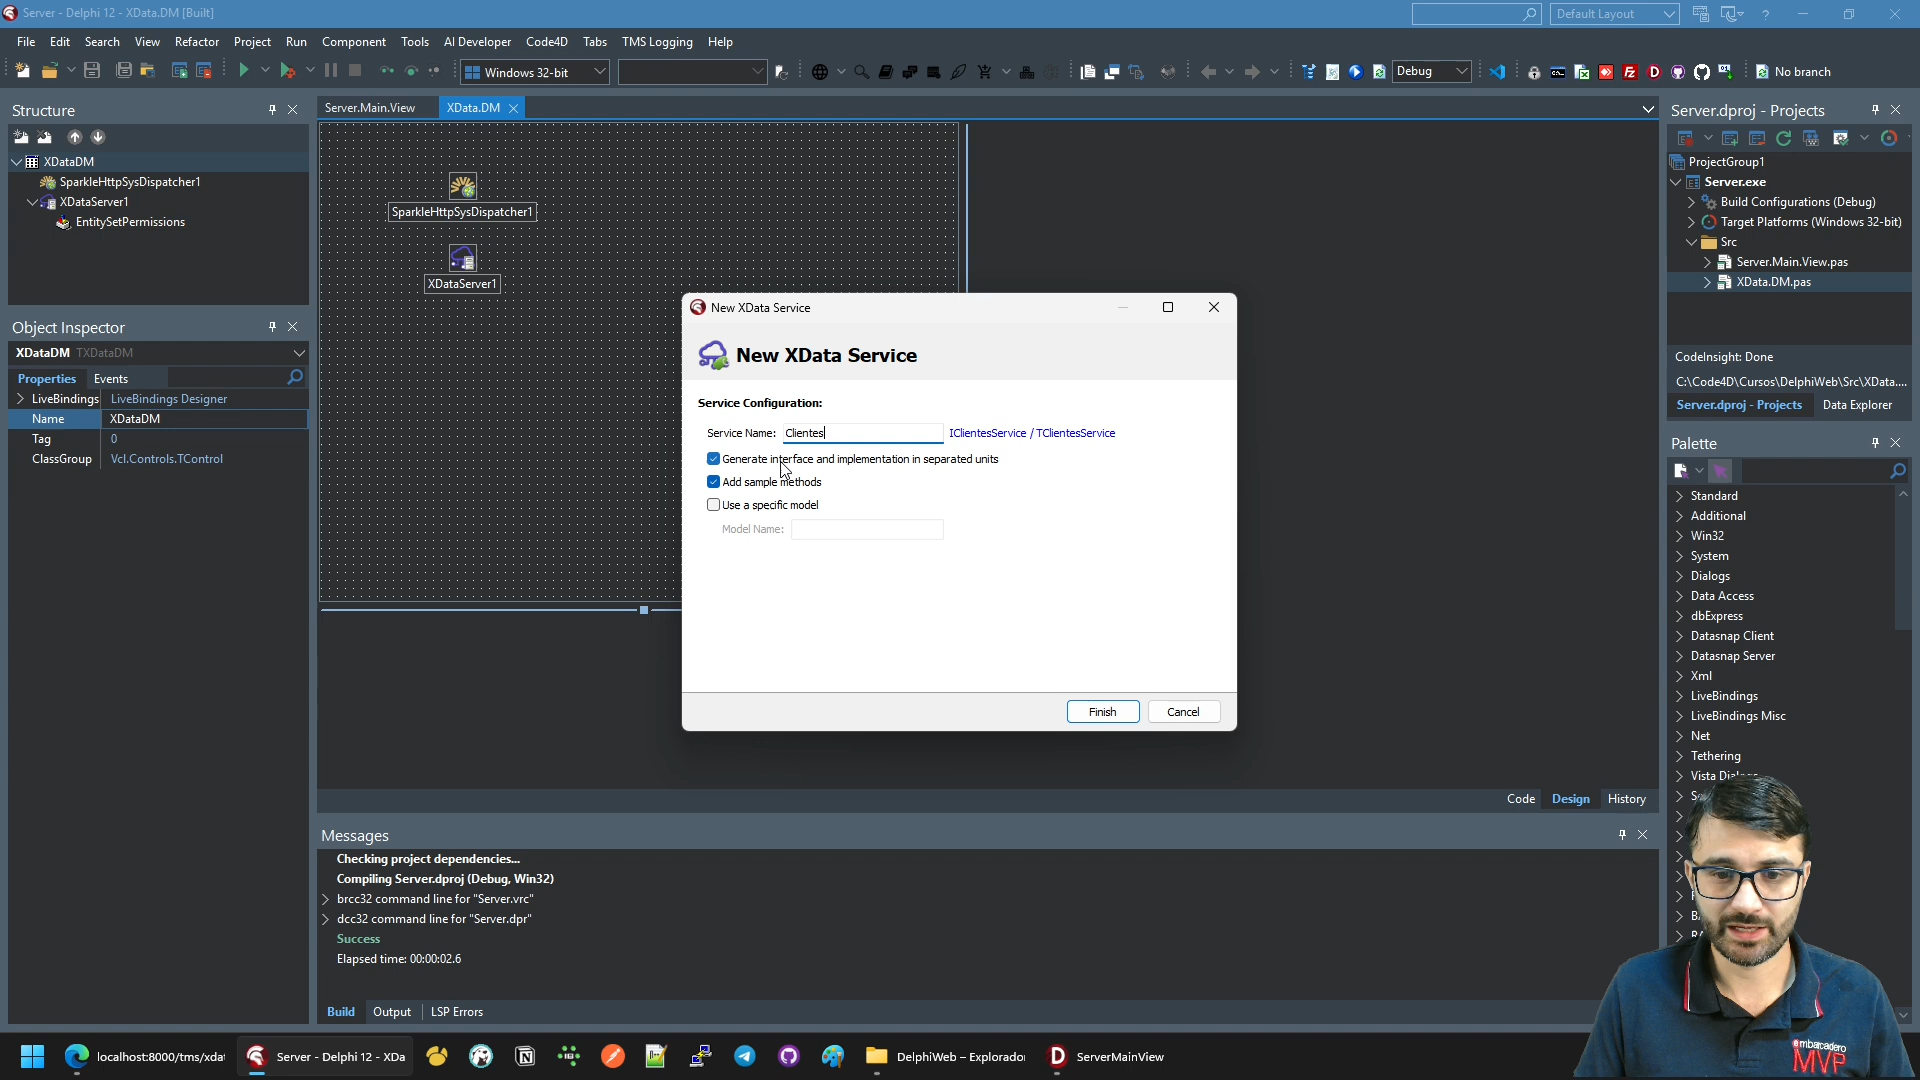 Server - Delphi 12 - XData.DM [Built]
Default Layout
?
File Edit Search View Refactor Project Run Component Tools AI Developer Code4D Tabs TMS Logging Help
Windows 32-bit
Debug
No branch
Structure
XDataDM
SparkleHttpSysDispatcher1
XDataServer1
EntitySetPermissions
Object Inspector
XDataDM TXDataDM
Properties Events
LiveBindings LiveBindings Designer
Name XDataDM
Tag 0
ClassGroup Vcl.Controls.TControl
Server.Main.View XData.DM
SparkleHttpSysDispatcher1
XDataServer1
New XData Service
New XData Service
Service Configuration:
Service Name: Clientes IClientesService / TClientesService
Generate interface and implementation in separated units
Add sample methods
Use a specific model
Model Name:
Finish Cancel
Code Design History
Messages
Checking project dependencies...
Compiling Server.dproj (Debug, Win32)
brcc32 command line for "Server.vrc"
dcc32 command line for "Server.dpr"
Success
Elapsed time: 00:00:02.6
Build Output LSP Errors
Server.dproj - Projects
ProjectGroup1
Server.exe
Build Configurations (Debug)
Target Platforms (Windows 32-bit)
Src
Server.Main.View.pas
XData.DM.pas
CodeInsight: Done
C:\Code4D\Cursos\DelphiWeb\Src\XData....
Server.dproj - Projects Data Explorer
Palette
Standard
Additional
Win32
System
Dialogs
Data Access
dbExpress
Datasnap Client
Datasnap Server
Xml
LiveBindings
LiveBindings Misc
Net
Tethering
Vista
embarcadero
MVP
localhost:8000/tms/xdat
Server - Delphi 12 - XDa
DelphiWeb – Explorado
ServerMainView